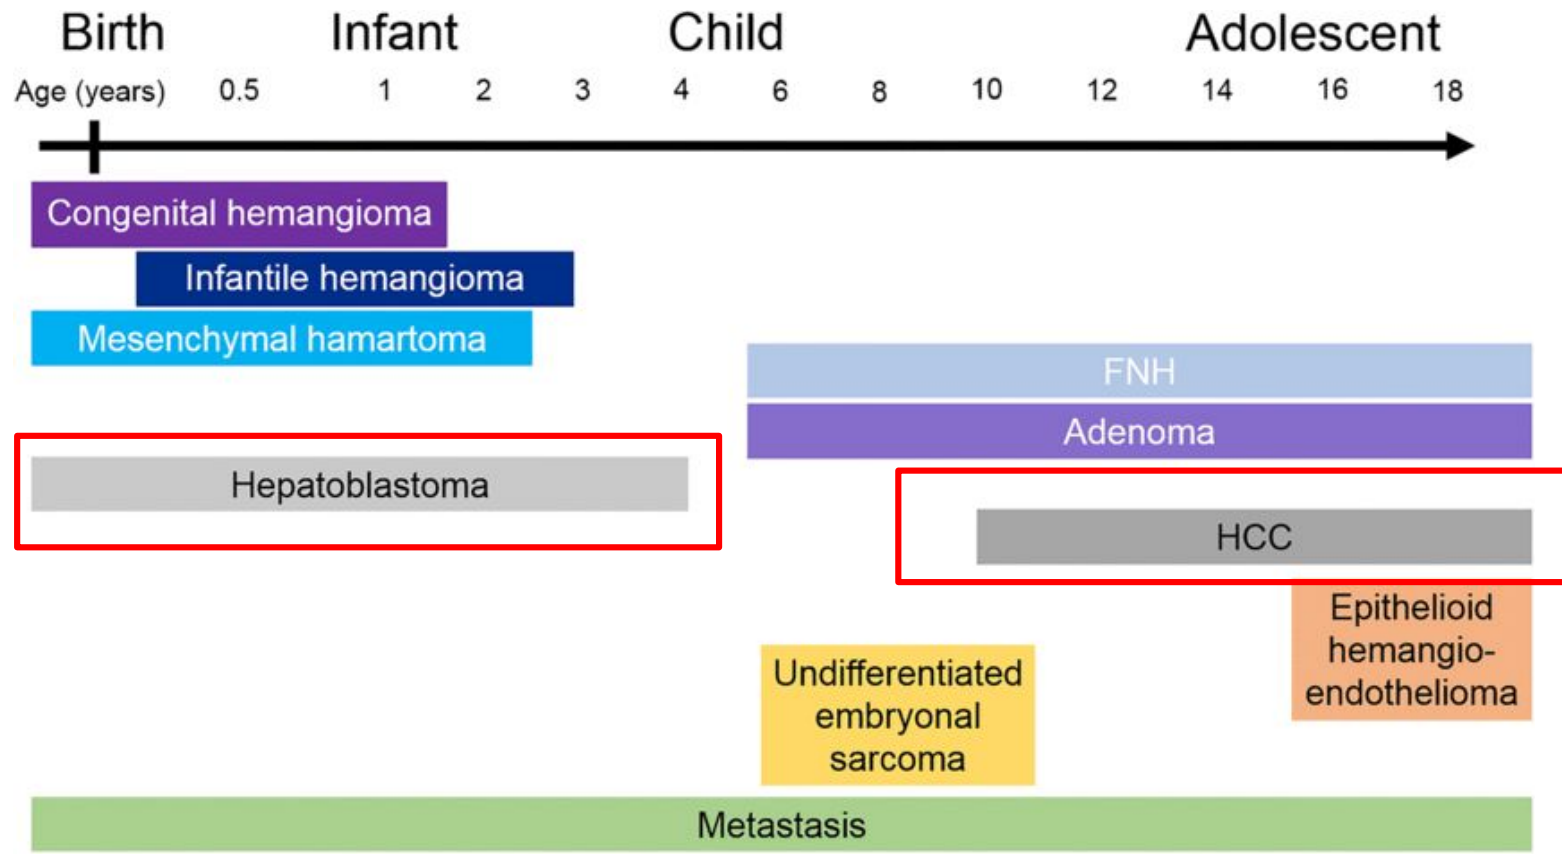 Birth Infant Child Adolescent
Age (years) 0.5 1 2 3 4 6 8 10 12 14 16 18
Congenital hemangioma
Infantile hemangioma
Mesenchymal hamartoma
FNH
Adenoma
Hepatoblastoma
HCC
Epithelioid
hemangio-
endothelioma
Undifferentiated
embryonal
sarcoma
Metastasis